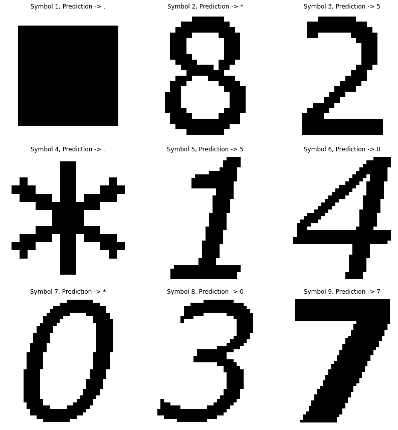 Symbol 1, Prediction -> .
Symbol 2, Prediction -> *
Symbol 3, Prediction -> 5
.
8
2
Symbol 4, Prediction -> .
Symbol 5, Prediction -> 5
Symbol 6, Prediction -> 0
*
1
4
Symbol 7, Prediction -> *
Symbol 8, Prediction -> 0
Symbol 9, Prediction -> 7
0
3
7